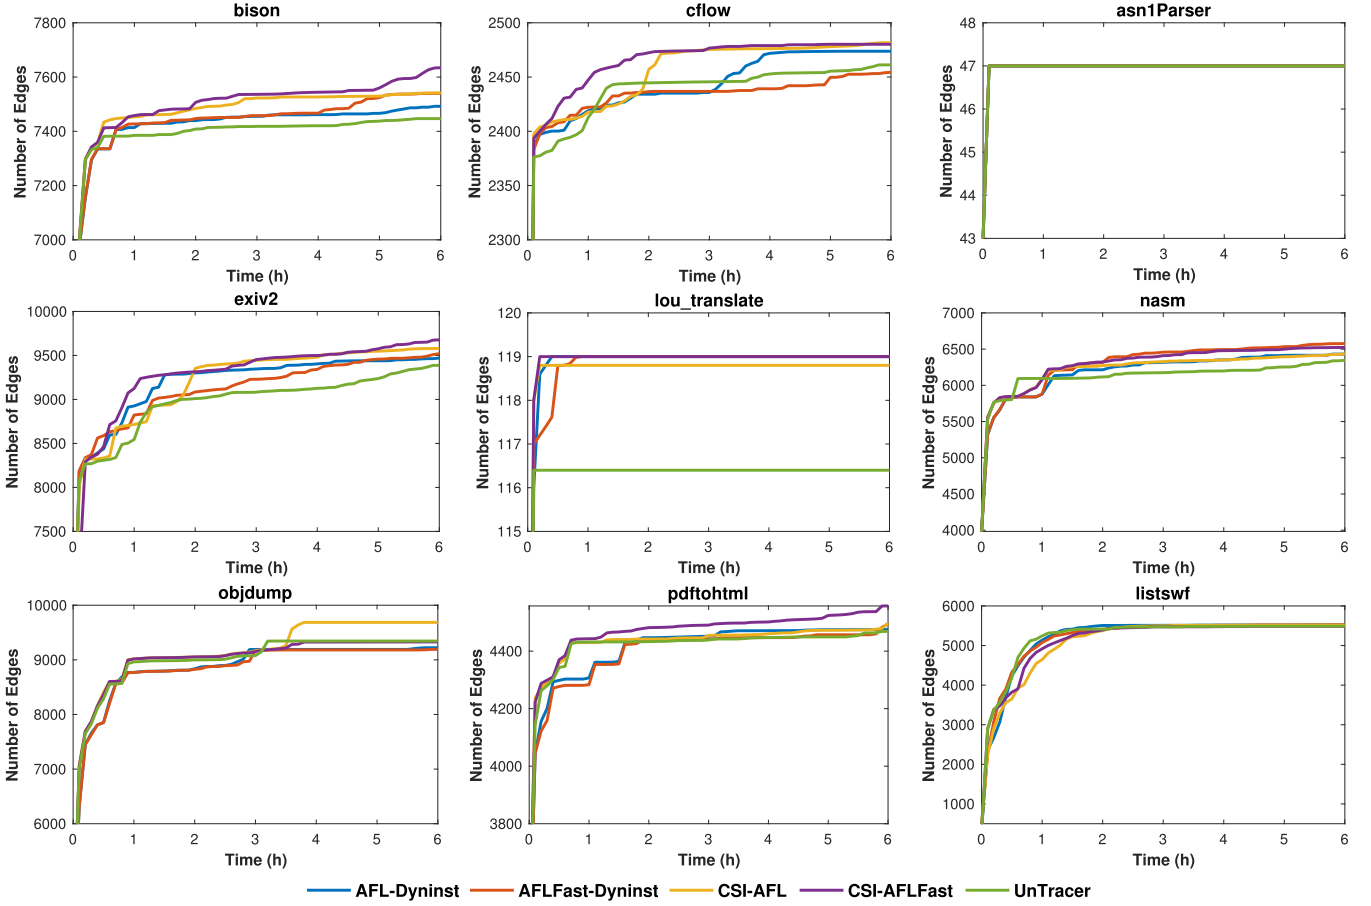 bison
Number of Edges
7800
7600
7400
7200
7000
0 1 2 3 4 5 6
Time (h)
cflow
Number of Edges
2500
2450
2400
2350
2300
0 1 2 3 4 5 6
Time (h)
asn1Parser
Number of Edges
48
47
46
45
44
43
0 1 2 3 4 5 6
Time (h)
exiv2
Number of Edges
10000
9500
9000
8500
8000
7500
0 1 2 3 4 5 6
Time (h)
lou_translate
Number of Edges
120
119
118
117
116
115
0 1 2 3 4 5 6
Time (h)
nasm
Number of Edges
7000
6500
6000
5500
5000
4500
4000
0 1 2 3 4 5 6
Time (h)
objdump
Number of Edges
10000
9000
8000
7000
6000
0 1 2 3 4 5 6
Time (h)
pdftohtml
Number of Edges
4400
4200
4000
3800
0 1 2 3 4 5 6
Time (h)
listswf
Number of Edges
6000
5000
4000
3000
2000
1000
0 1 2 3 4 5 6
Time (h)
AFL-Dyninst AFLFast-Dyninst CSI-AFL CSI-AFLFast UnTracer